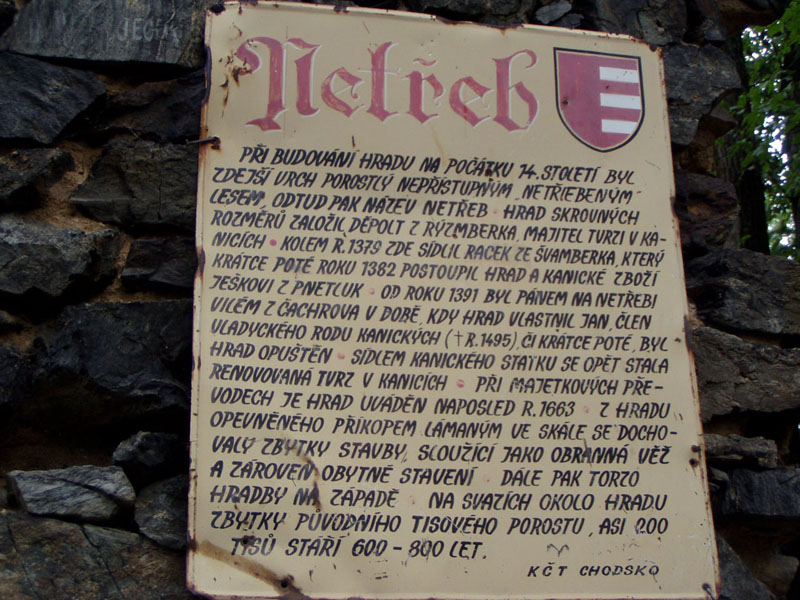 Netřeb
PŘI BUDOVÁNÍ HRADU NA POČÁTKU 14. STOLETÍ BYL
ZDEJŠÍ VRCH POROSTLÝ NEPŘÍSTUPNÝM „NETŘIEBENÝM"
LESEM, ODTUD PAK NÁZEV NETŘEB · HRAD SKROVNÝCH
ROZMĚRŮ ZALOŽIL DĚPOLT Z RÝZMBERKA, MAJITEL TVRZI V KA-
NICÍCH · KOLEM R. 1379 ZDE SÍDLIL RACEK ZE ŠVAMBERKA, KTERÝ
KRÁTCE POTÉ ROKU 1382 POSTOUPIL HRAD A KANICKÉ ZBOŽÍ
JEŠKOVI Z PNETLUK · OD ROKU 1391 BYL PÁNEM NA NETŘEBI
VILÉM Z ČACHROVA V DOBĚ, KDY HRAD VLASTNIL JAN, ČLEN
VLADYCKÉHO RODU KANICKÝCH († R. 1495), ČI KRÁTCE POTÉ, BYL
HRAD OPUŠTĚN · SÍDLEM KANICKÉHO STATKU SE OPĚT STALA
RENOVOVANÁ TVRZ V KANICÍCH · PŘI MAJETKOVÝCH PŘE-
VODECH JE HRAD UVÁDĚN NAPOSLED R. 1663 · Z HRADU
OPEVNĚNÉHO PŘÍKOPEM LÁMANÝM VE SKÁLE SE DOCHO-
VALY ZBYTKY STAVBY, SLOUŽÍCÍ JAKO OBRANNÁ VĚŽ
A ZÁROVEŇ OBYTNÉ STAVENÍ · DÁLE PAK TORZO
HRADBY NA ZÁPADĚ · NA SVAZÍCH OKOLO HRADU
ZBYTKY PŮVODNÍHO TISOVÉHO POROSTU, ASI 200
TISŮ STÁŘÍ 600 - 800 LET.
KČT CHODSKO